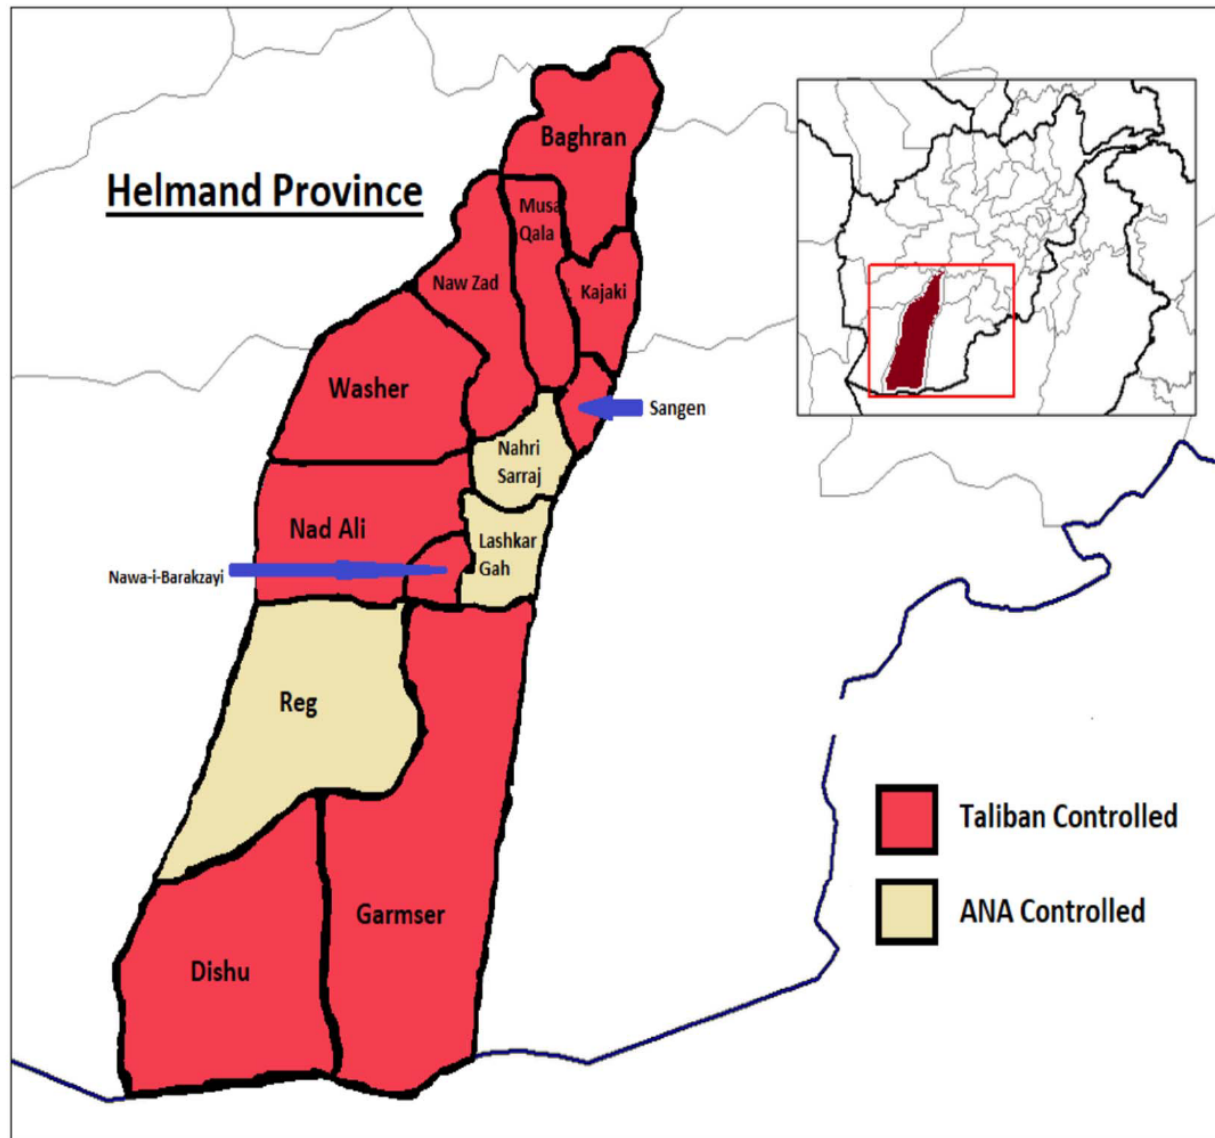 Helmand Province
Baghran
Musa
Qala
Naw Zad
Kajaki
Washer
Sangen
Nahri
Sarraj
Nad Ali
Lashkar
Gah
Nawa-i-Barakzayi
Reg
Garmser
Dishu
Taliban Controlled
ANA Controlled